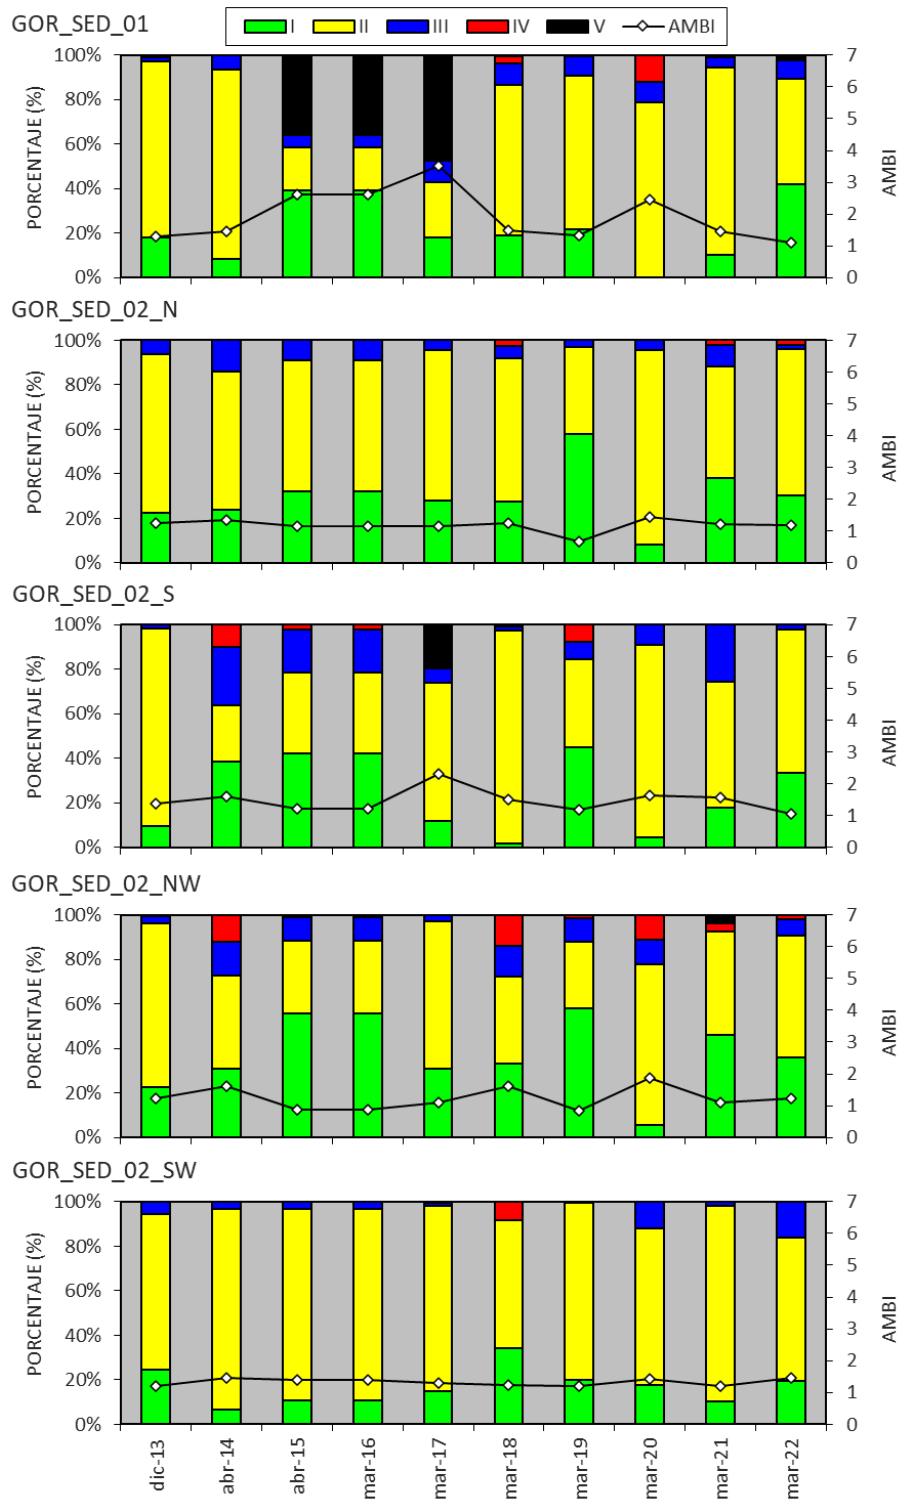 GOR_SED_01
I II III IV V AMBI
100% 80% 60% 40% 20% 0%
PORCENTAJE (%)
7 6 5 4 3 2 1 0
AMBI
GOR_SED_02_N
100% 80% 60% 40% 20% 0%
PORCENTAJE (%)
7 6 5 4 3 2 1 0
AMBI
GOR_SED_02_S
100% 80% 60% 40% 20% 0%
PORCENTAJE (%)
7 6 5 4 3 2 1 0
AMBI
GOR_SED_02_NW
100% 80% 60% 40% 20% 0%
PORCENTAJE (%)
7 6 5 4 3 2 1 0
AMBI
GOR_SED_02_SW
100% 80% 60% 40% 20% 0%
PORCENTAJE (%)
7 6 5 4 3 2 1 0
AMBI
dic-13 abr-14 abr-15 mar-16 mar-17 mar-18 mar-19 mar-20 mar-21 mar-22